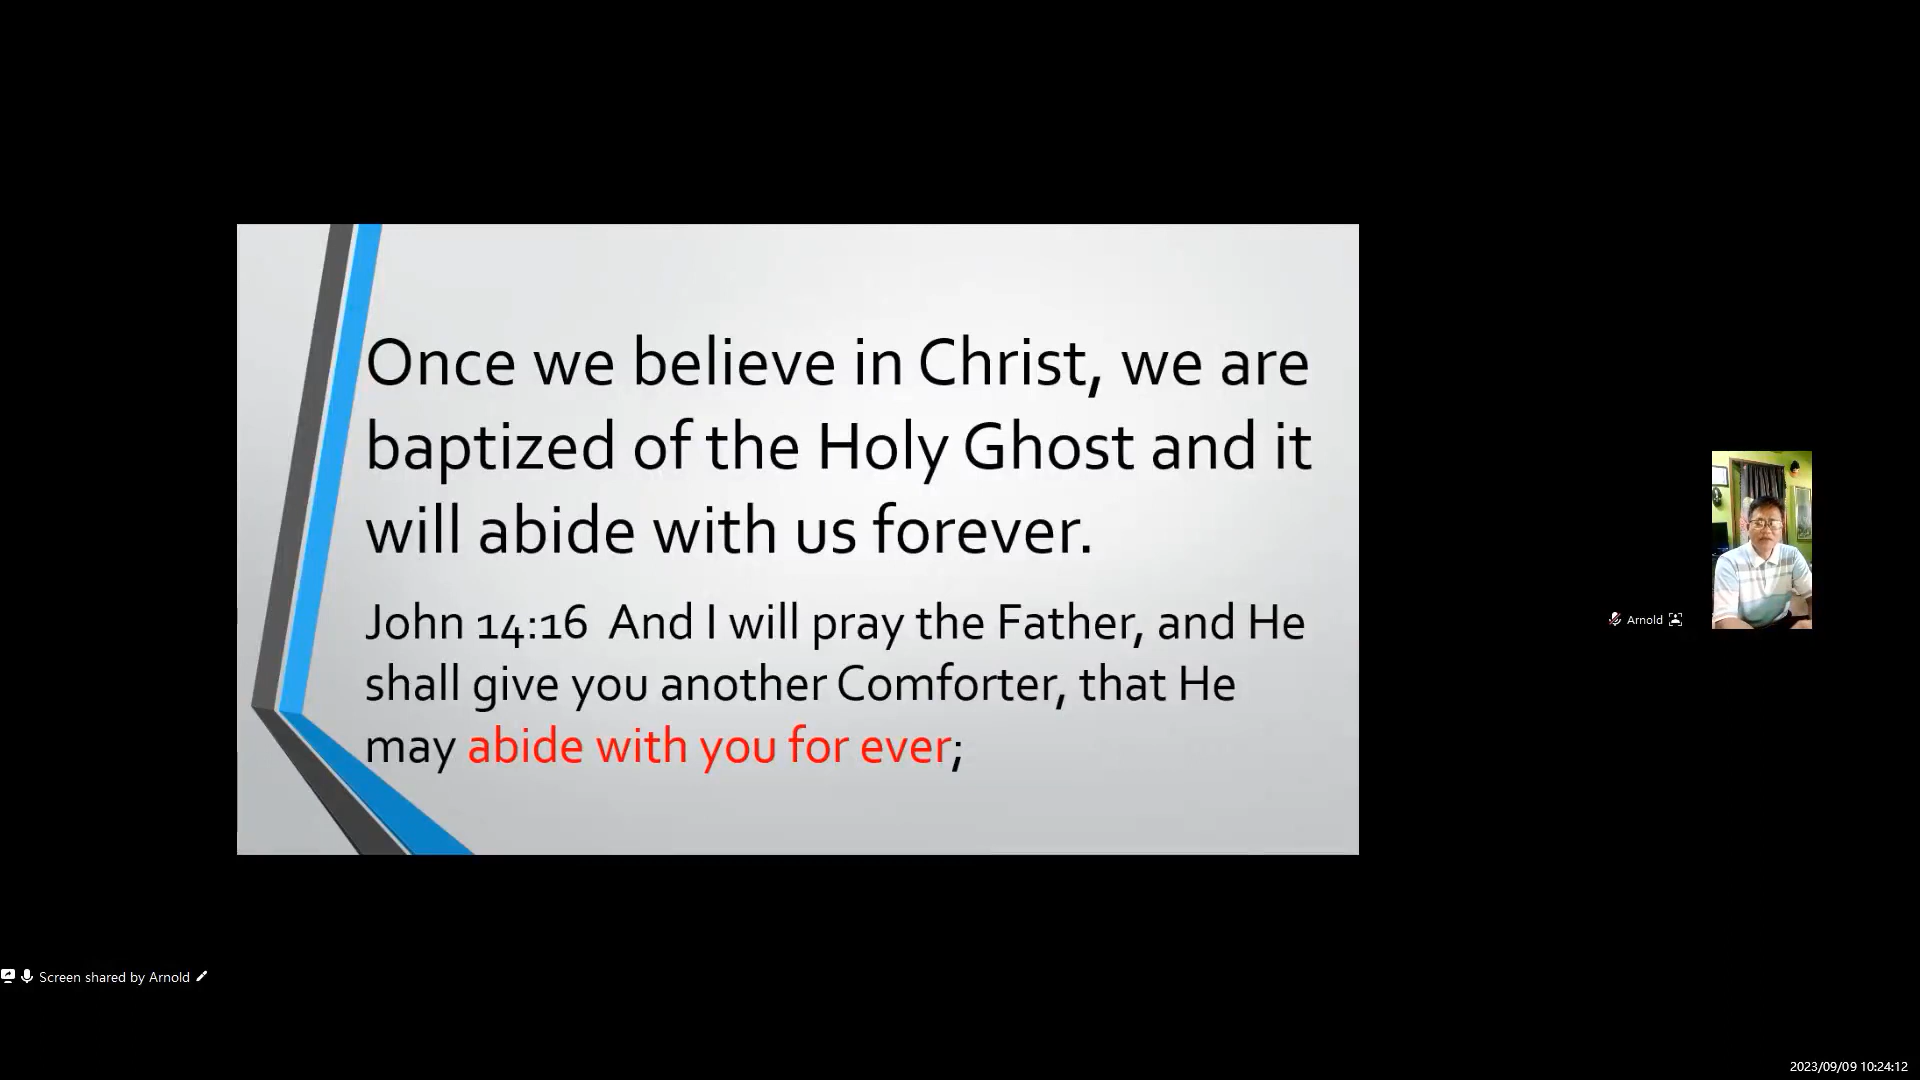 Once we believe in Christ, we are
baptized of the Holy Ghost and it
will abide with us forever.
John 14:16  And I will pray the Father, and He
shall give you another Comforter, that He
may abide with you for ever;
Arnold
Screen shared by Arnold
2023/09/09 10:24:12